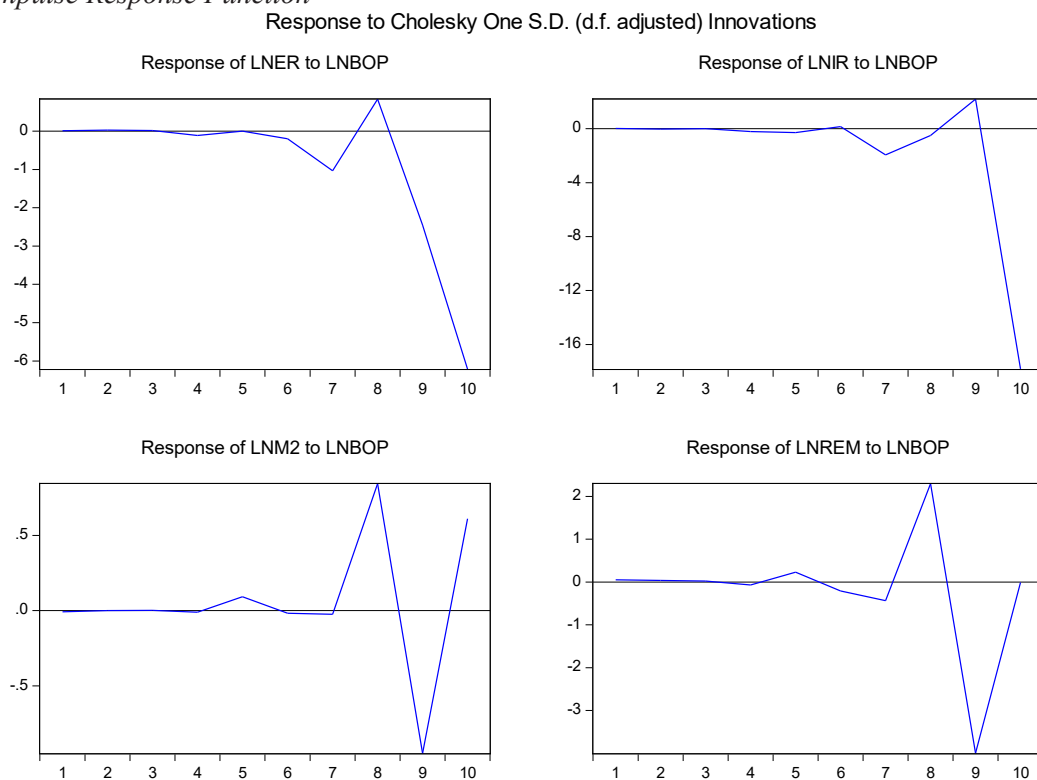 Response Function
Response to Cholesky One S.D. (d.f. adjusted) Innovations
Response of LNER to LNBOP
0
-1
-2
-3
-4
-5
-6
1 2 3 4 5 6 7 8 9 10
Response of LNIR to LNBOP
0
-4
-8
-12
-16
1 2 3 4 5 6 7 8 9 10
Response of LNM2 to LNBOP
.5
.0
-.5
1 2 3 4 5 6 7 8 9 10
Response of LNREM to LNBOP
2
1
0
-1
-2
-3
1 2 3 4 5 6 7 8 9 10